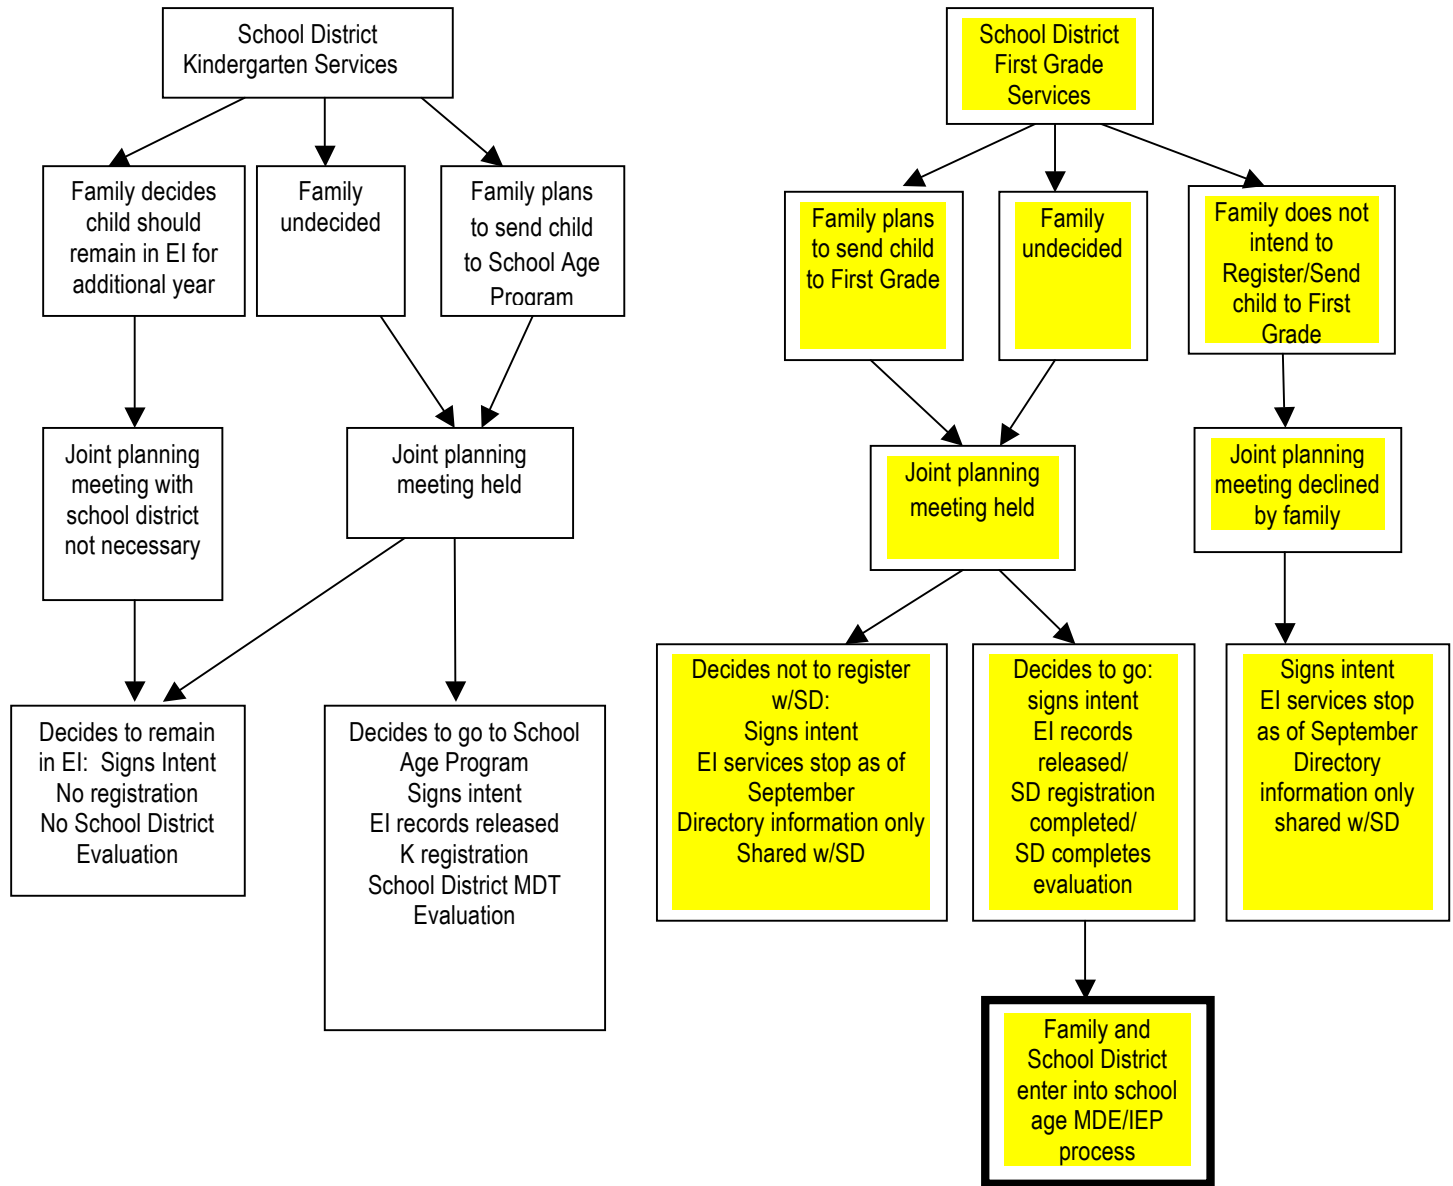 School District
Kindergarten Services
Family decides
child should
remain in EI for
additional year
Family
undecided
Family plans
to send child
to School Age
Program
Joint planning
meeting with
school district
not necessary
Joint planning
meeting held
Decides to remain
in EI:  Signs Intent
No registration
No School District
Evaluation
Decides to go to School
Age Program
Signs intent
EI records released
K registration
School District MDT
Evaluation
School District
First Grade
Services
Family plans
to send child
to First Grade
Family
undecided
Family does not
intend to
Register/Send
child to First
Grade
Joint planning
meeting held
Joint planning
meeting declined
by family
Decides not to register
w/SD:
Signs intent
EI services stop as of
September
Directory information only
Shared w/SD
Decides to go:
signs intent
EI records
released/
SD registration
completed/
SD completes
evaluation
Signs intent
EI services stop
as of September
Directory
information only
shared w/SD
Family and
School District
enter into school
age MDE/IEP
process